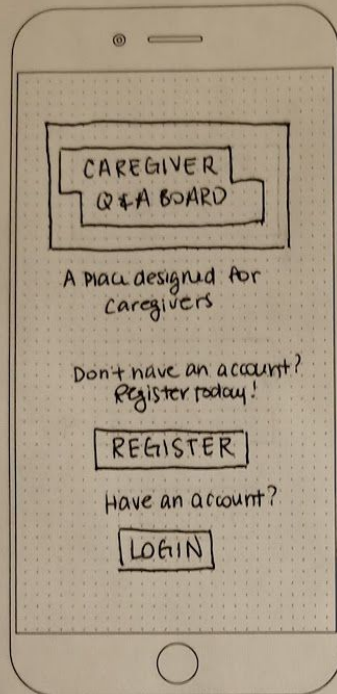 CAREGIVER
Q & A BOARD
A place designed for
caregivers
Don't have an account?
Register today!
REGISTER
Have an account?
LOGIN